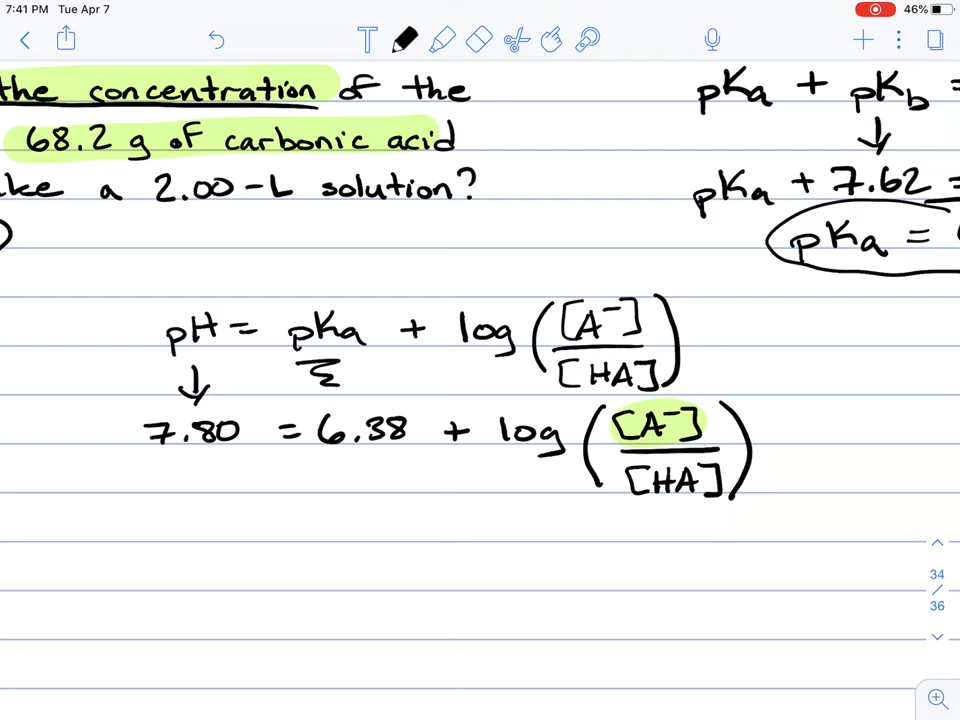 7:41 PM Tue Apr 7
46%
T
the concentration of the
68.2 g of carbonic acid
ke a 2.00-L solution?
pKa + pKb =
pKa + 7.62 =
pKa =
pH = pKa + log ([A⁻]/[HA])
7.80 = 6.38 + log ([A⁻]/[HA])
34
/
36